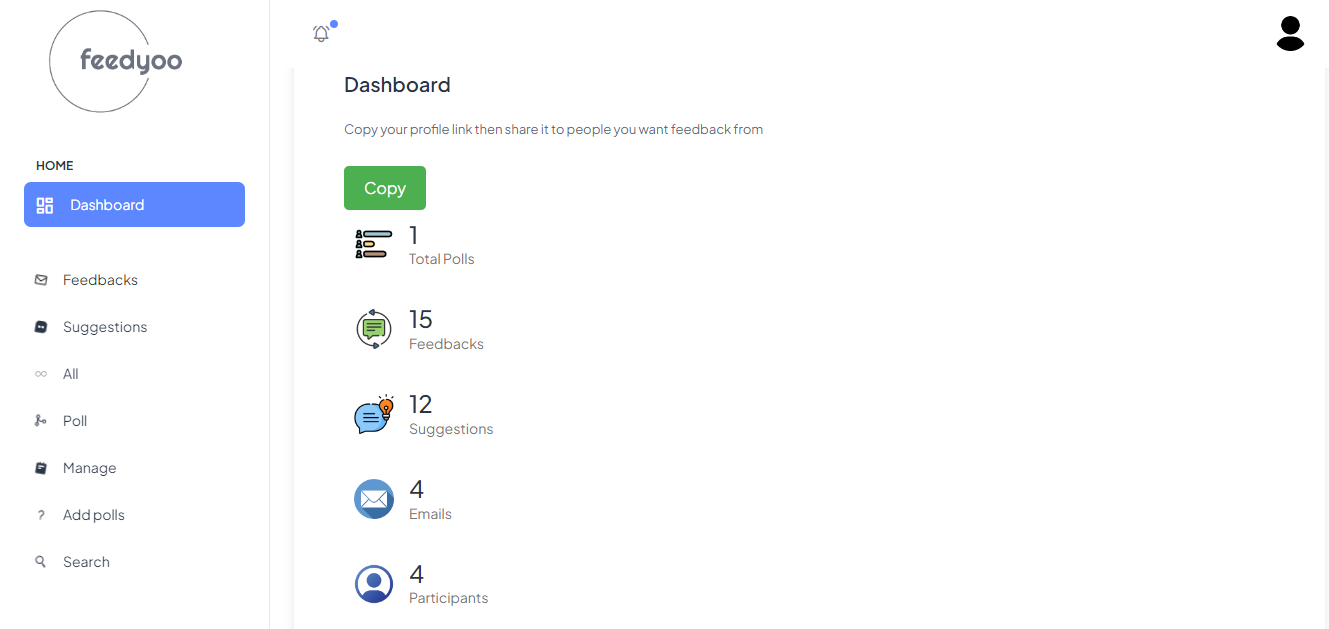 feedyoo
HOME
Dashboard
Feedbacks
Suggestions
All
Poll
Manage
Add polls
Search
Dashboard
Copy your profile link then share it to people you want feedback from
Copy
1
Total Polls
15
Feedbacks
12
Suggestions
4
Emails
4
Participants